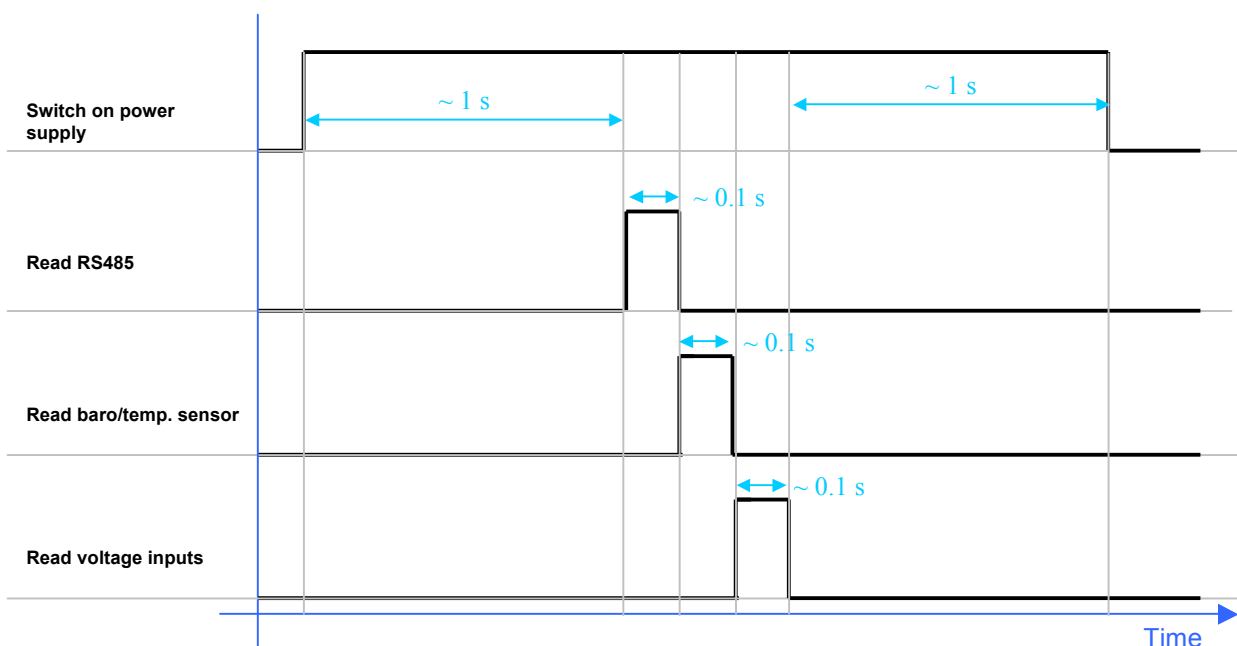 ~ 1 s
~ 1 s
Switch on power
supply
~ 0.1 s
Read RS485
~ 0.1 s
Read baro/temp. sensor
~ 0.1 s
Read voltage inputs
Time